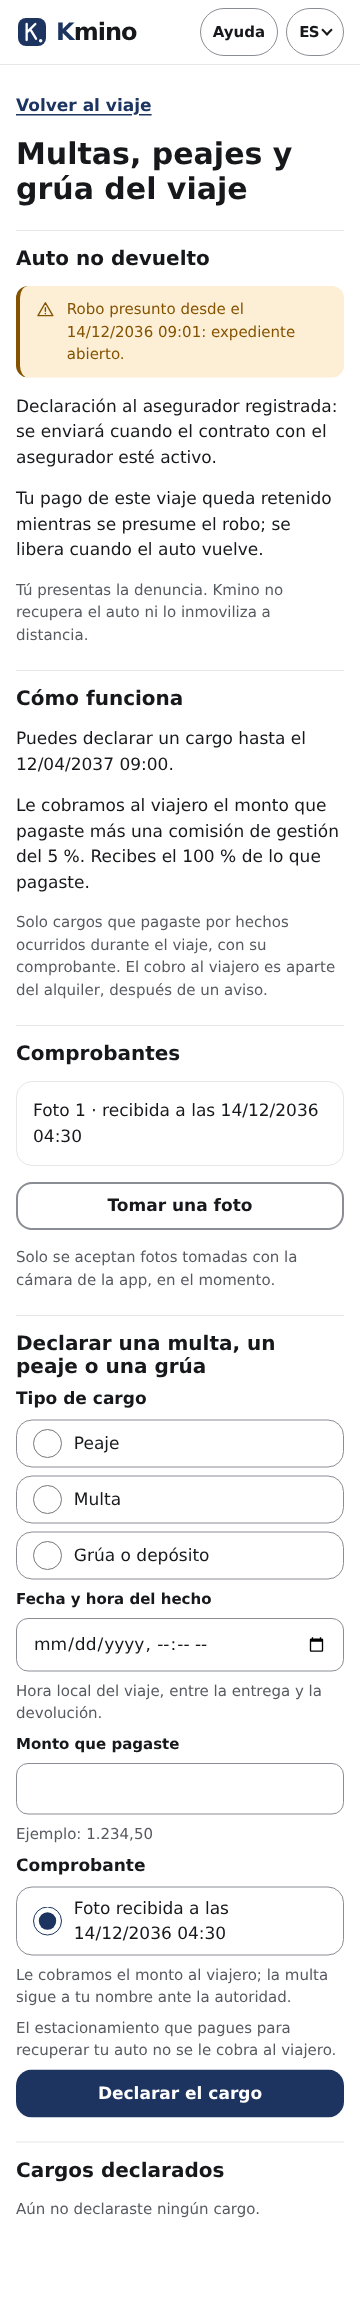 K. Kmino
Ayuda
ES
Volver al viaje
Multas, peajes y
grúa del viaje
Auto no devuelto
Robo presunto desde el
14/12/2036 09:01: expediente
abierto.
Declaración al asegurador registrada:
se enviará cuando el contrato con el
asegurador esté activo.
Tu pago de este viaje queda retenido
mientras se presume el robo; se
libera cuando el auto vuelve.
Tú presentas la denuncia. Kmino no
recupera el auto ni lo inmoviliza a
distancia.
Cómo funciona
Puedes declarar un cargo hasta el
12/04/2037 09:00.
Le cobramos al viajero el monto que
pagaste más una comisión de gestión
del 5 %. Recibes el 100 % de lo que
pagaste.
Solo cargos que pagaste por hechos
ocurridos durante el viaje, con su
comprobante. El cobro al viajero es aparte
del alquiler, después de un aviso.
Comprobantes
Foto 1 · recibida a las 14/12/2036
04:30
Tomar una foto
Solo se aceptan fotos tomadas con la
cámara de la app, en el momento.
Declarar una multa, un
peaje o una grúa
Tipo de cargo
Peaje
Multa
Grúa o depósito
Fecha y hora del hecho
mm/dd/yyyy, --:-- --
Hora local del viaje, entre la entrega y la
devolución.
Monto que pagaste
Ejemplo: 1.234,50
Comprobante
Foto recibida a las
14/12/2036 04:30
Le cobramos el monto al viajero; la multa
sigue a tu nombre ante la autoridad.
El estacionamiento que pagues para
recuperar tu auto no se le cobra al viajero.
Declarar el cargo
Cargos declarados
Aún no declaraste ningún cargo.